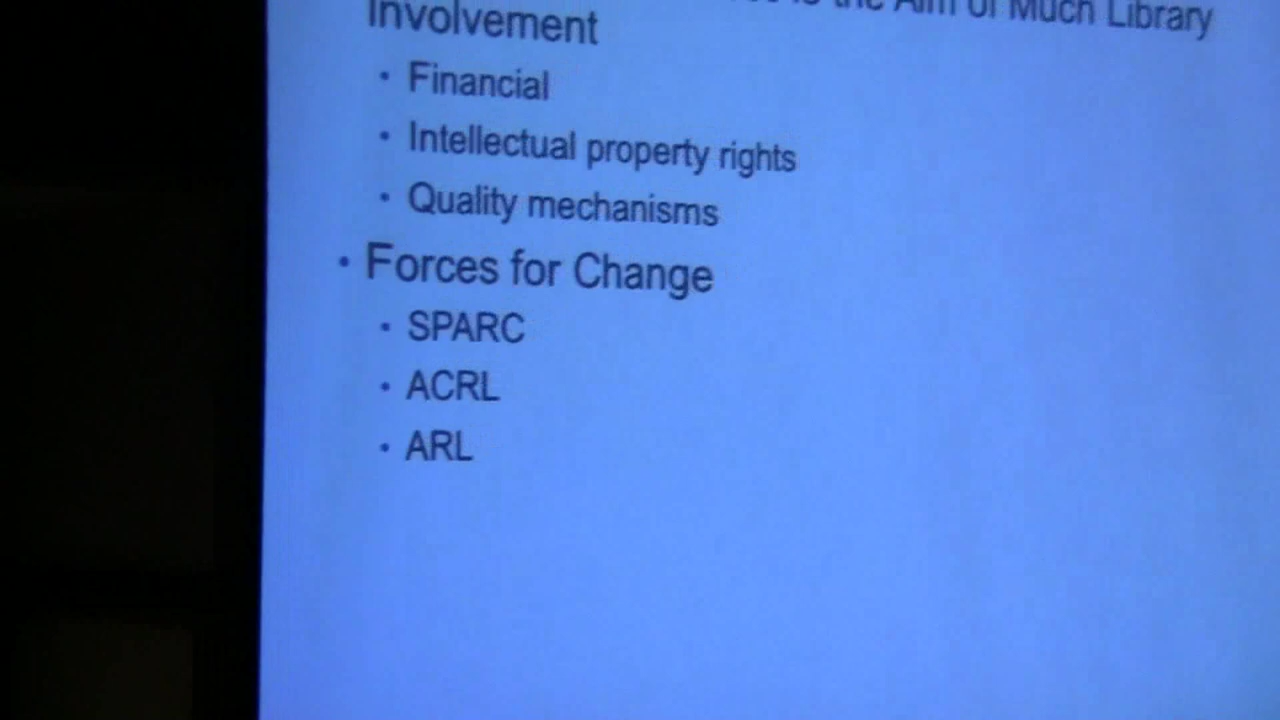 is the Aim of Much Library
Involvement
• Financial
• Intellectual property rights
• Quality mechanisms
• Forces for Change
• SPARC
• ACRL
• ARL